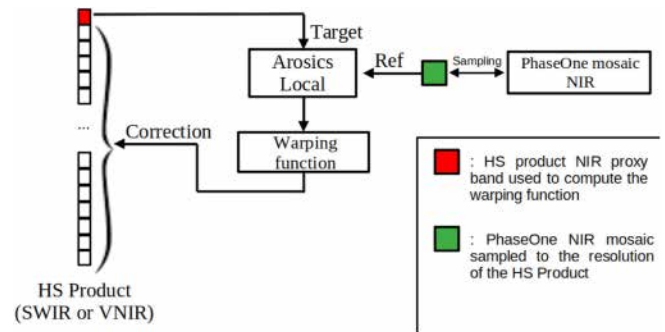 Target
Arosics
Local
Ref
Sampling
PhaseOne mosaic
NIR
...
Correction
Warping
function
HS Product
(SWIR or VNIR)
: HS product NIR proxy
band used to compute the
warping function
: PhaseOne NIR mosaic
sampled to the resolution
of the HS Product